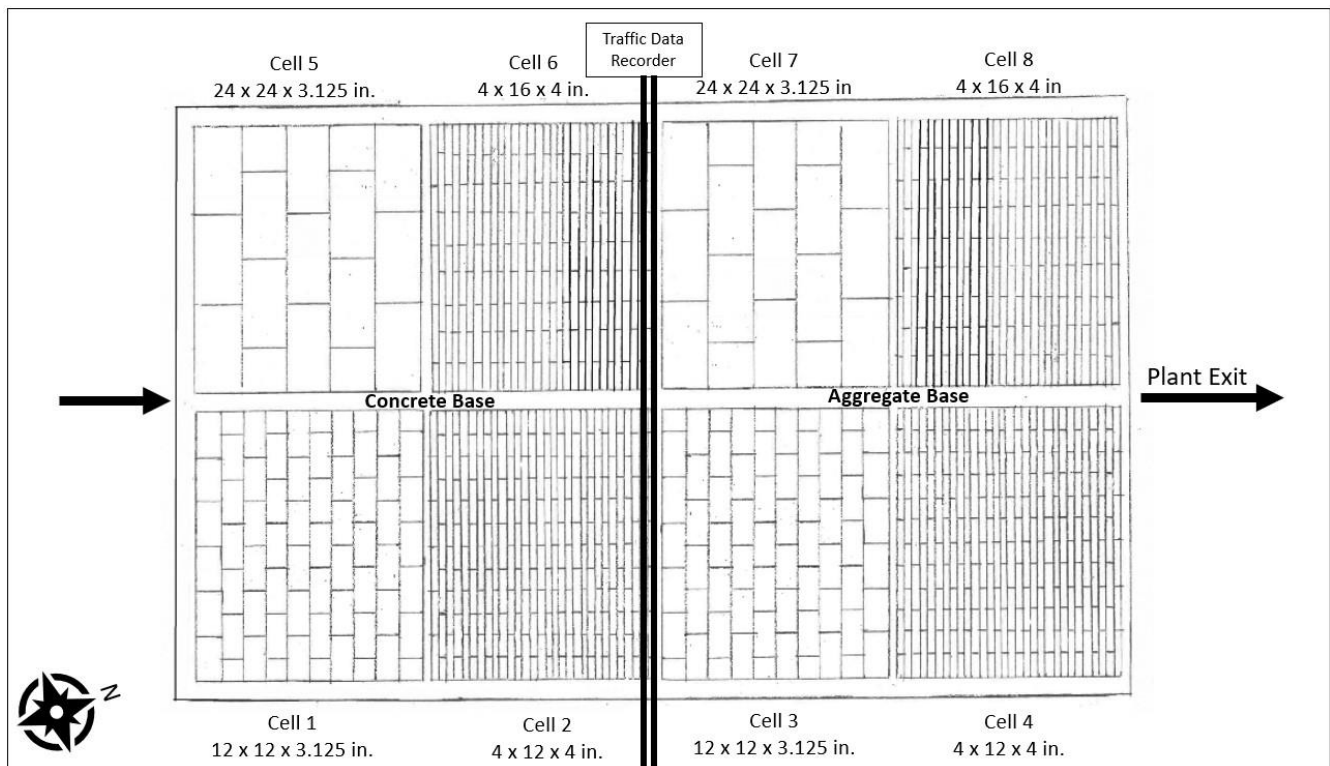 Traffic Data
Recorder
Cell 5
24 x 24 x 3.125 in.
Cell 6
4 x 16 x 4 in.
Cell 7
24 x 24 x 3.125 in
Cell 8
4 x 16 x 4 in
Concrete Base
Aggregate Base
Plant Exit
N
Cell 1
12 x 12 x 3.125 in.
Cell 2
4 x 12 x 4 in.
Cell 3
12 x 12 x 3.125 in.
Cell 4
4 x 12 x 4 in.